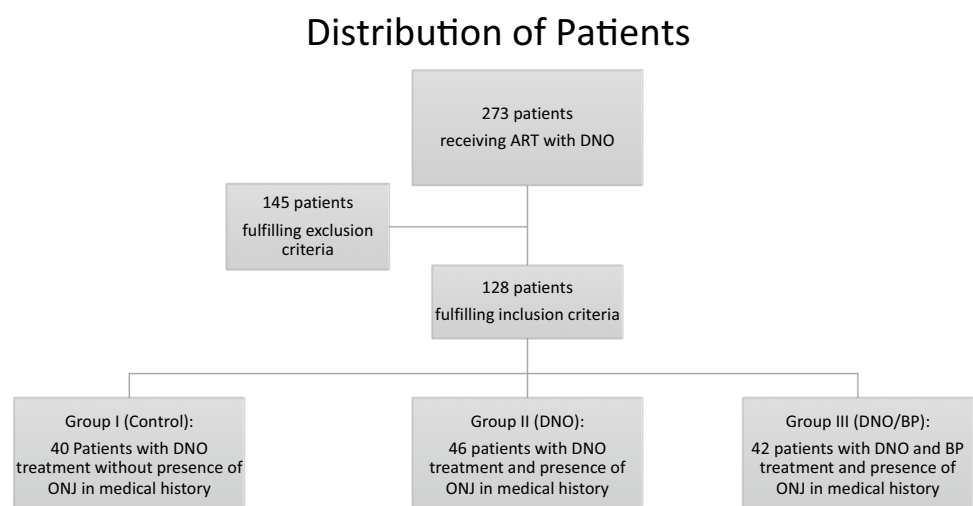 Distribution of Patients
273 patients
receiving ART with DNO
145 patients
fulfilling exclusion
criteria
128 patients
fulfilling inclusion criteria
Group I (Control):
40 Patients with DNO
treatment without presence of
ONJ in medical history
Group II (DNO):
46 patients with DNO
treatment and presence of
ONJ in medical history
Group III (DNO/BP):
42 patients with DNO and BP
treatment and presence of
ONJ in medical history